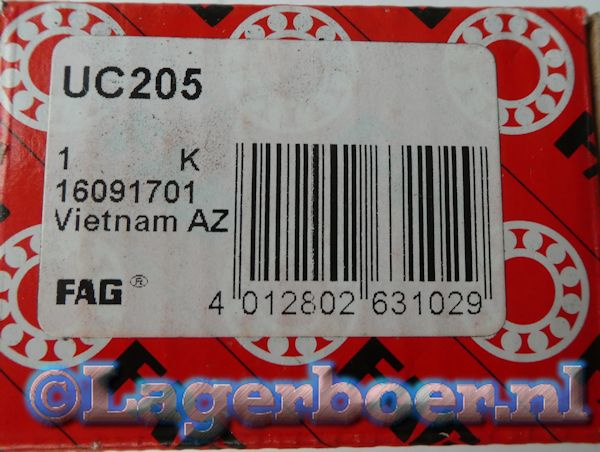 UC205
1 K
16091701
Vietnam AZ
FAG ®
4 012802 631029
©Lagerboer.nl